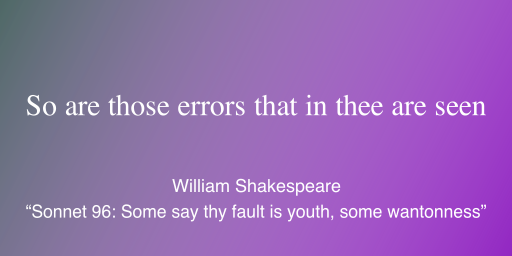 So are those errors that in thee are seen
William Shakespeare
“Sonnet 96: Some say thy fault is youth, some wantonness”